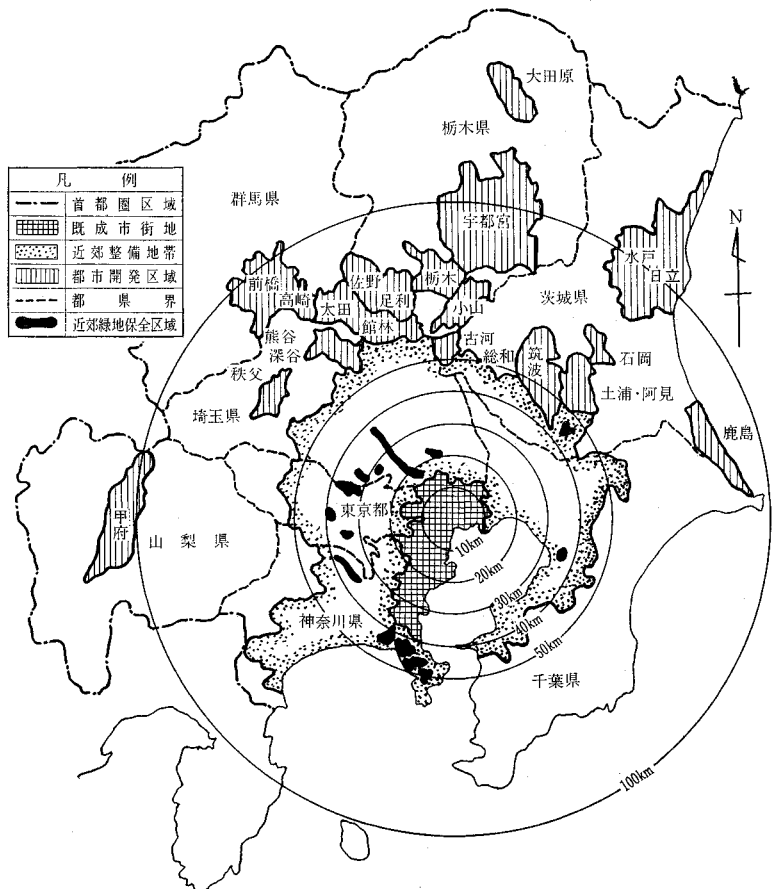 大田原
栃木県
凡例
首都圏区域
既成市街地
近郊整備地帯
都市開発区域
都県界
近郊緑地保全区域
群馬県
宇都宮
N
水戸
日立
前橋
高崎
佐野
足利
栃木
太田
館林
小山
茨城県
熊谷
深谷
古河
総和
筑波
石岡
秩父
土浦・阿見
埼玉県
鹿島
甲府
山梨県
東京都
10km
20km
30km
40km
50km
神奈川県
千葉県
100km